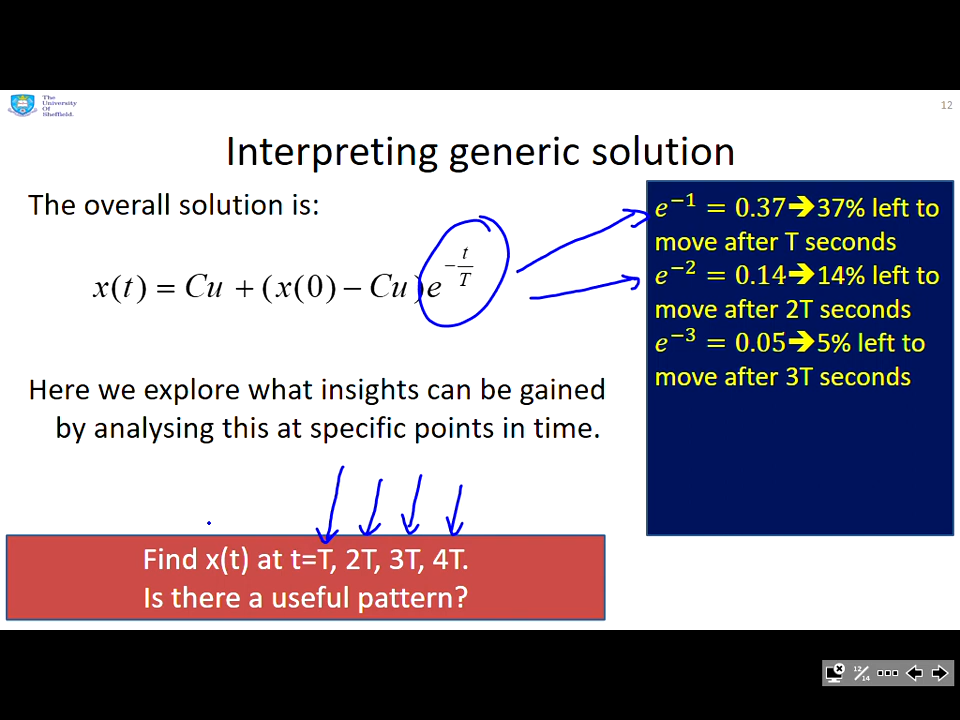 The
University
Of
Sheffield.
12
Interpreting generic solution
The overall solution is:
x(t) = Cu + (x(0) − Cu)e^{−t/T}
Here we explore what insights can be gained
by analysing this at specific points in time.
Find x(t) at t=T, 2T, 3T, 4T.
Is there a useful pattern?
e^{−1} = 0.37➔37% left to
move after T seconds
e^{−2} = 0.14➔14% left to
move after 2T seconds
e^{−3} = 0.05➔5% left to
move after 3T seconds
12/14